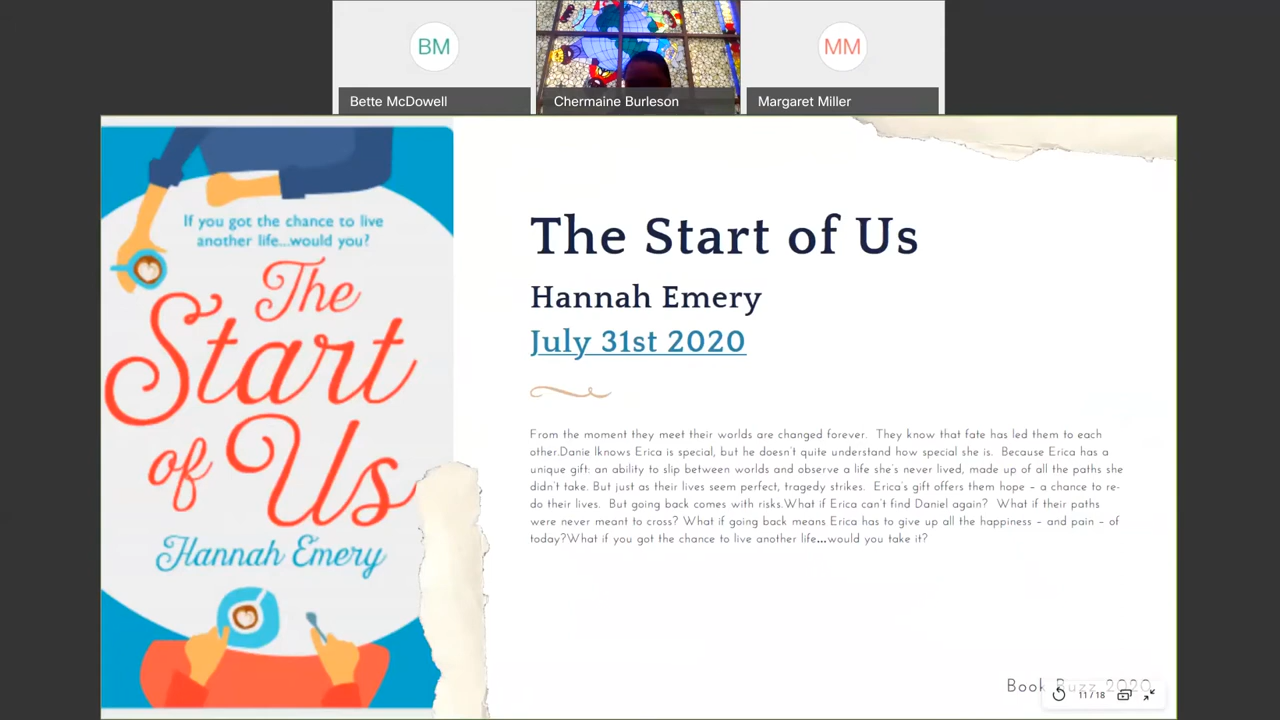 BM
MM
Bette McDowell
Chermaine Burleson
Margaret Miller
If you got the chance to live
another life...would you?
The
Start
of Us
Hannah Emery
The Start of Us
Hannah Emery
July 31st 2020
From the moment they meet their worlds are changed forever. They know that fate has led them to each
other.Danie lknows Erica is special, but he doesn't quite understand how special she is. Because Erica has a
unique gift: an ability to slip between worlds and observe a life she's never lived, made up of all the paths she
didn't take. But just as their lives seem perfect, tragedy strikes. Erica's gift offers them hope – a chance to re-
do their lives. But going back comes with risks.What if Erica can't find Daniel again? What if their paths
were never meant to cross? What if going back means Erica has to give up all the happiness – and pain – of
today?What if you got the chance to live another life...would you take it?
Book Buzz 2020
11/18